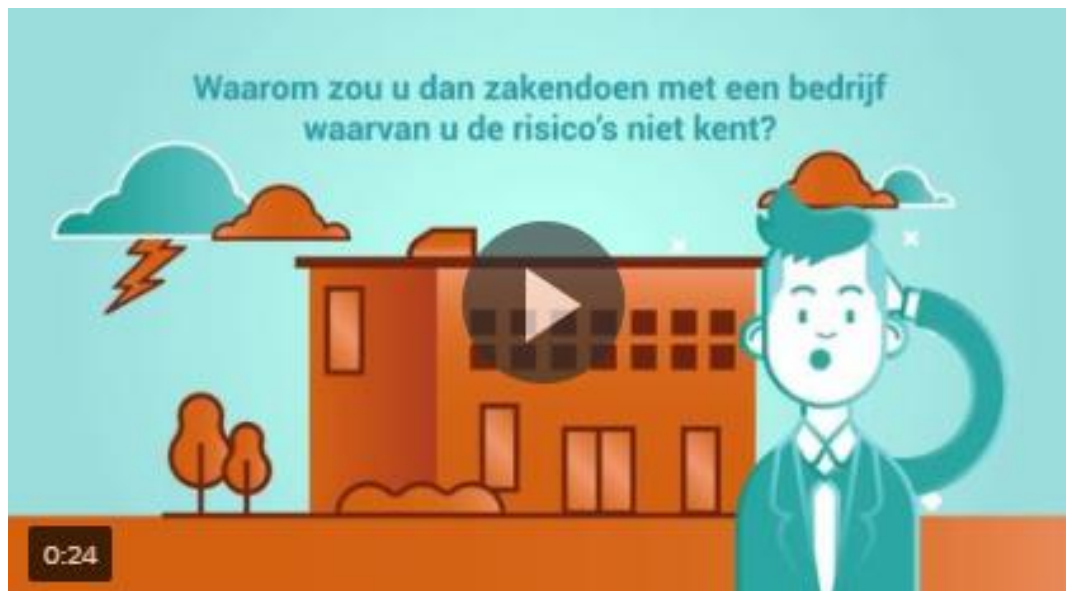 Waarom zou u dan zakendoen met een bedrijf
waarvan u de risico's niet kent?
0:24